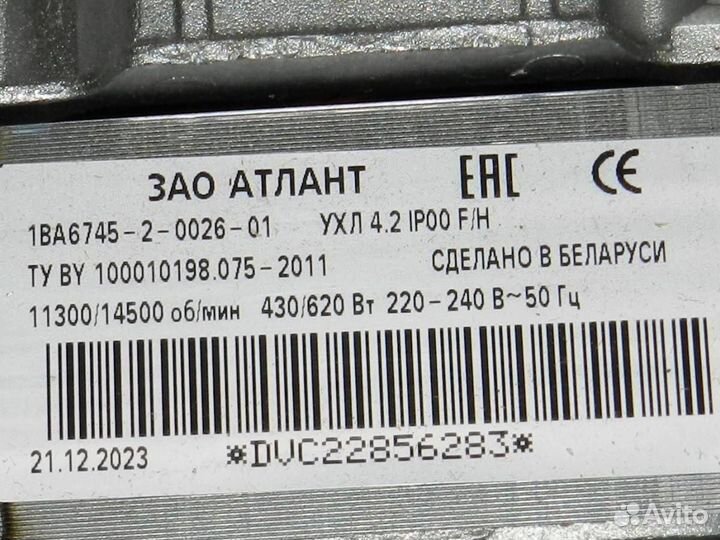 ЗАО АТЛАНТ EAC CE
1BA6745-2-0026-01 УХЛ 4.2 IP00 F/H
ТУ BY 100010198.075-2011 СДЕЛАНО В БЕЛАРУСИ
11300/14500 об/мин 430/620 Вт 220-240 В~50 Гц
21.12.2023 *DVC22856283*
Avito